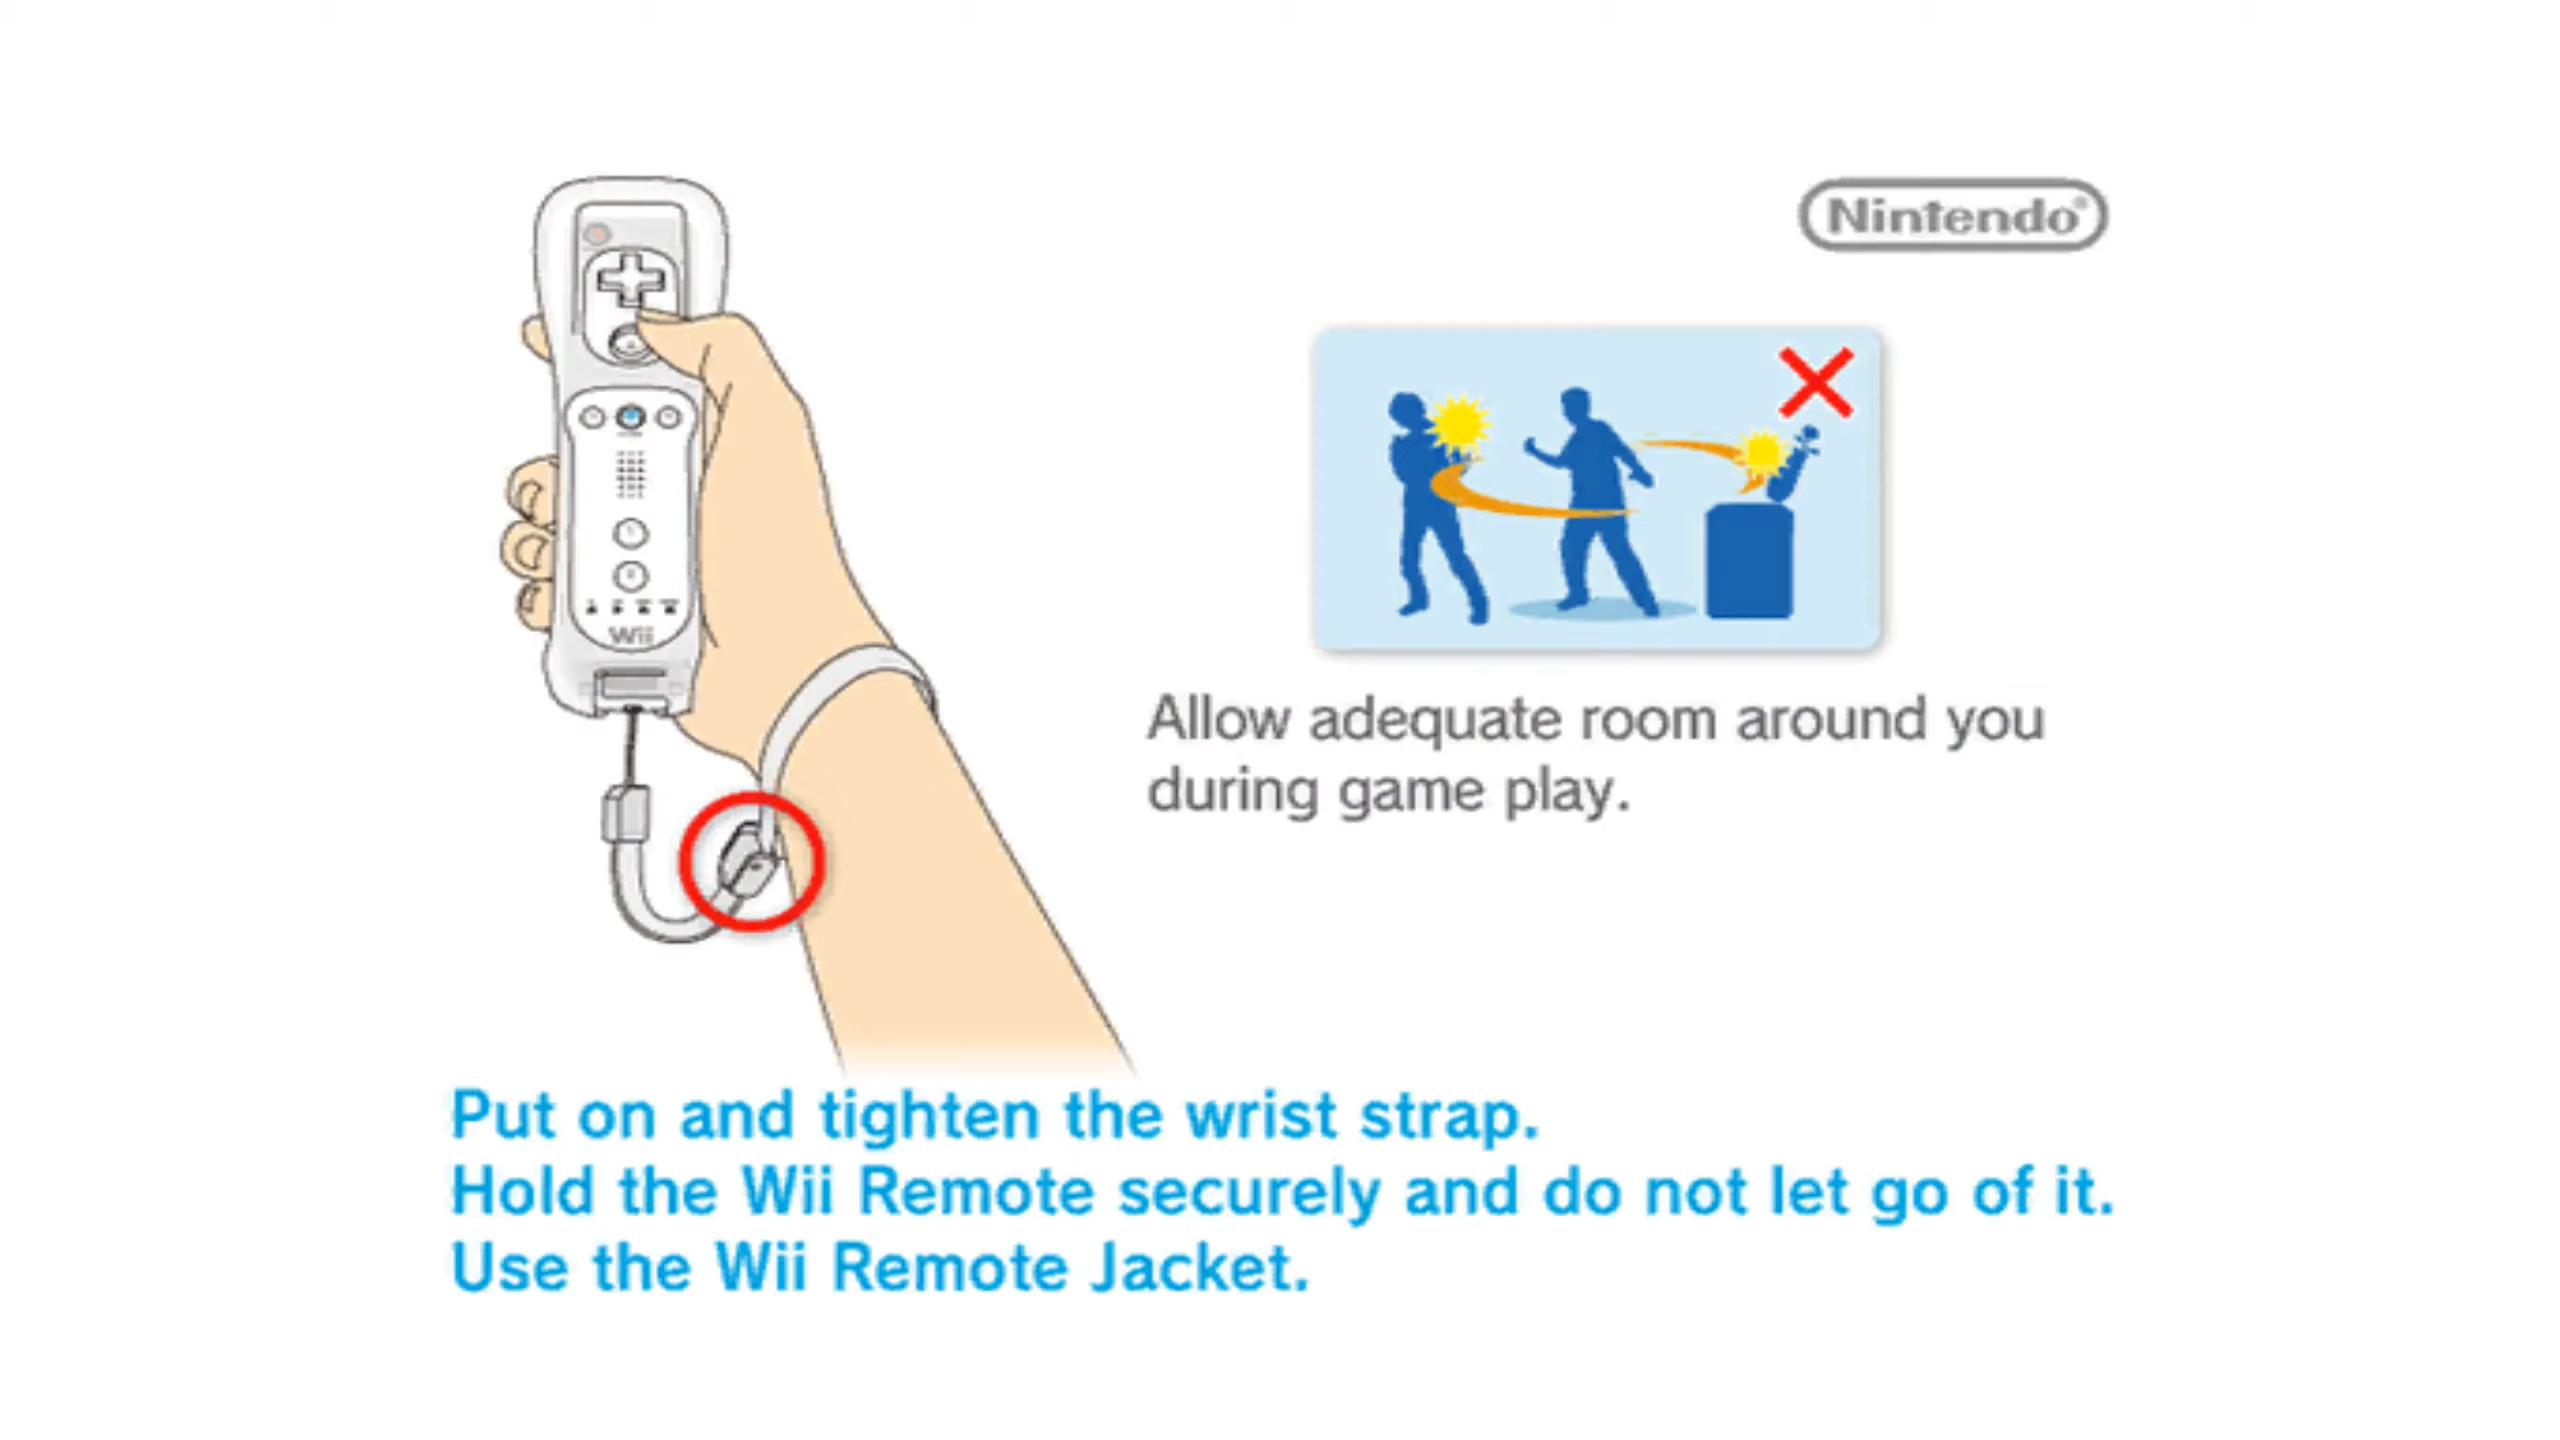 Nintendo®
Wii
Allow adequate room around you
during game play.
Put on and tighten the wrist strap.
Hold the Wii Remote securely and do not let go of it.
Use the Wii Remote Jacket.